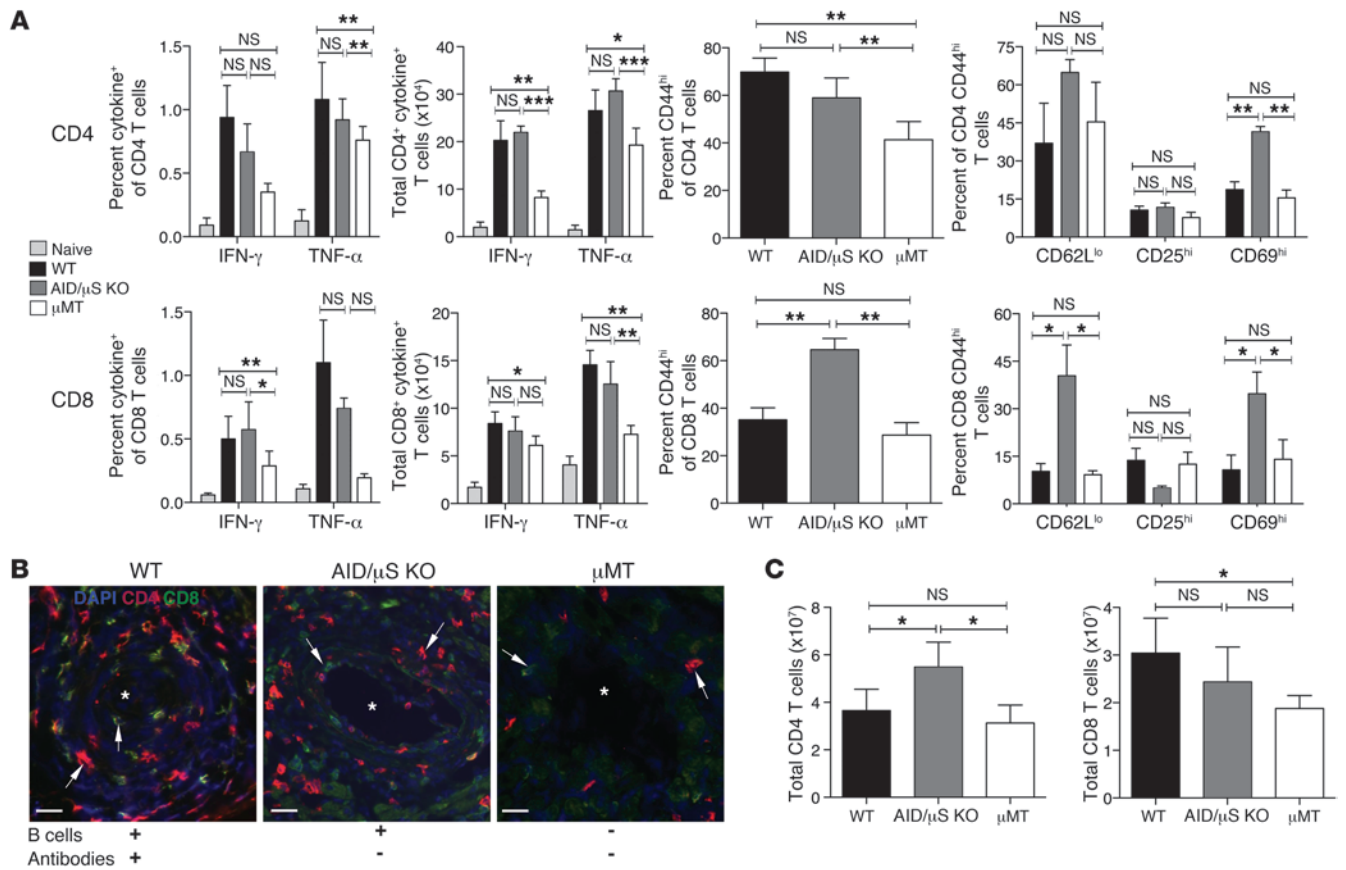 A
CD4
Percent cytokine⁺
of CD4 T cells
1.5
1.0
0.5
0.0
NS
NS
NS
**
NS
**
IFN-γ
TNF-α
Total CD4⁺ cytokine⁺
T cells (x10⁴)
40
30
20
10
0
**
NS
***
*
NS
***
IFN-γ
TNF-α
Percent CD44ʰⁱ
of CD4 T cells
80
60
40
20
0
**
NS
**
WT
AID/μS KO
μMT
Percent of CD4 CD44ʰⁱ
T cells
75
60
45
30
15
0
NS
NS
NS
NS
NS
NS
NS
**
**
CD62Lˡᵒ
CD25ʰⁱ
CD69ʰⁱ
Naive
WT
AID/μS KO
μMT
CD8
Percent cytokine⁺
of CD8 T cells
1.5
1.0
0.5
0.0
**
NS
*
NS
NS
IFN-γ
TNF-α
Total CD8⁺ cytokine⁺
T cells (x10⁴)
20
15
10
5
0
*
NS
NS
**
NS
**
IFN-γ
TNF-α
Percent CD44ʰⁱ
of CD8 T cells
80
60
40
20
0
NS
**
**
WT
AID/μS KO
μMT
Percent CD8 CD44ʰⁱ
T cells
60
45
30
15
0
NS
*
*
NS
NS
NS
NS
*
*
CD62Lˡᵒ
CD25ʰⁱ
CD69ʰⁱ
B
WT
AID/μS KO
μMT
DAPI CD4 CD8
*
*
*
B cells + + -
Antibodies + - -
C
Total CD4 T cells (x10⁷)
8
6
4
2
0
NS
*
*
WT
AID/μS KO
μMT
Total CD8 T cells (x10⁷)
4
3
2
1
0
*
NS
NS
WT
AID/μS KO
μMT